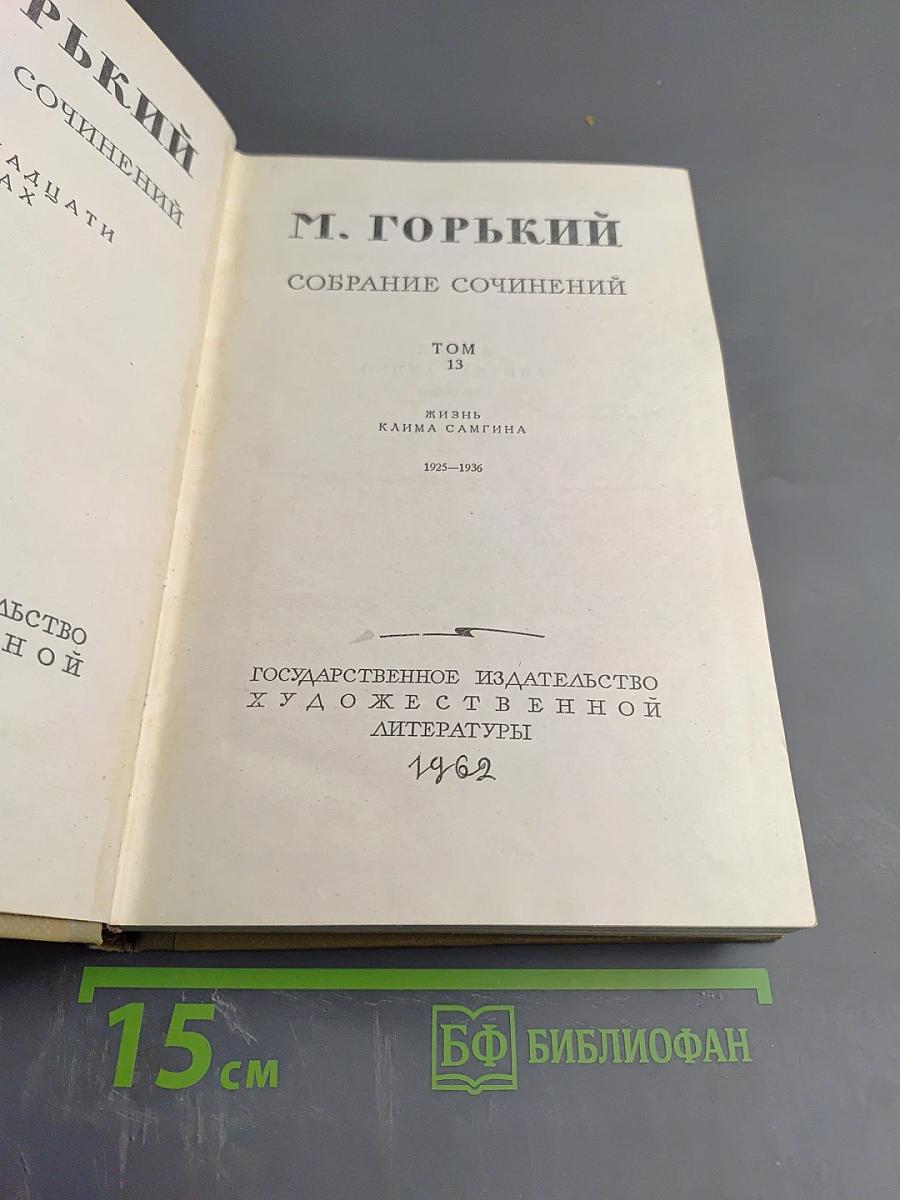 РЬКИЙ
СОЧИНЕНИЙ
М. ГОРЬКИЙ
СОБРАНИЕ СОЧИНЕНИЙ
ТОМ
13
ЖИЗНЬ
КЛИМА САМГИНА
1925—1936
ГОСУДАРСТВЕННОЕ ИЗДАТЕЛЬСТВО
ХУДОЖЕСТВЕННОЙ
ЛИТЕРАТУРЫ
1962
15 см
БФ БИБЛИОФАН